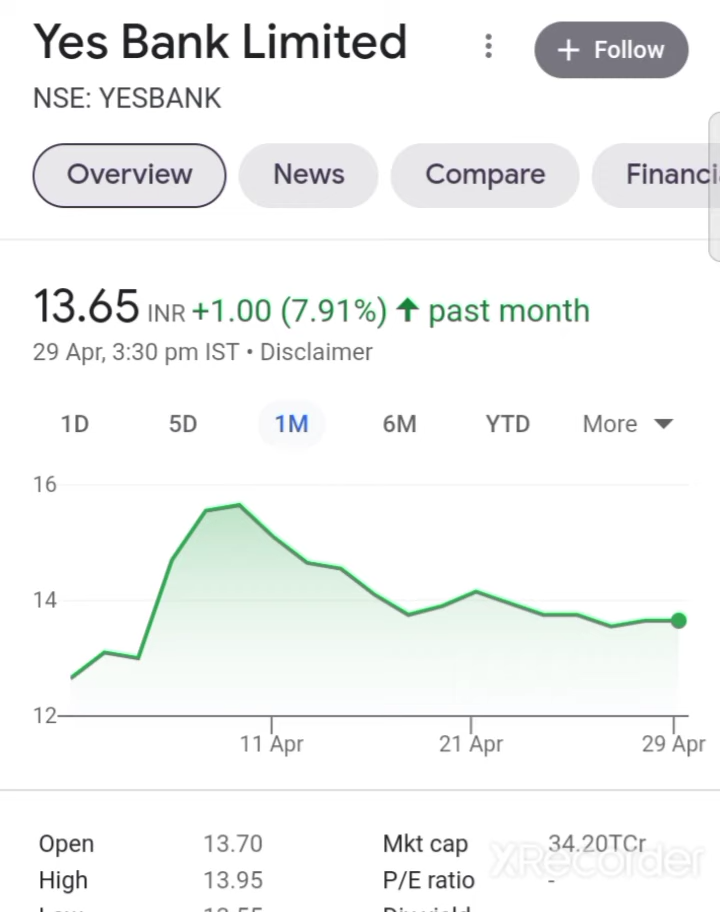 Yes Bank Limited
+ Follow
NSE: YESBANK
Overview News Compare
13.65 INR +1.00 (7.91%) ↑ past month
29 Apr, 3:30 pm IST • Disclaimer
1D 5D 1M 6M YTD More
16
14
12
11 Apr 21 Apr 29 Apr
Open 13.70 Mkt cap 34.20TCr
High 13.95 P/E ratio -
XRecorder